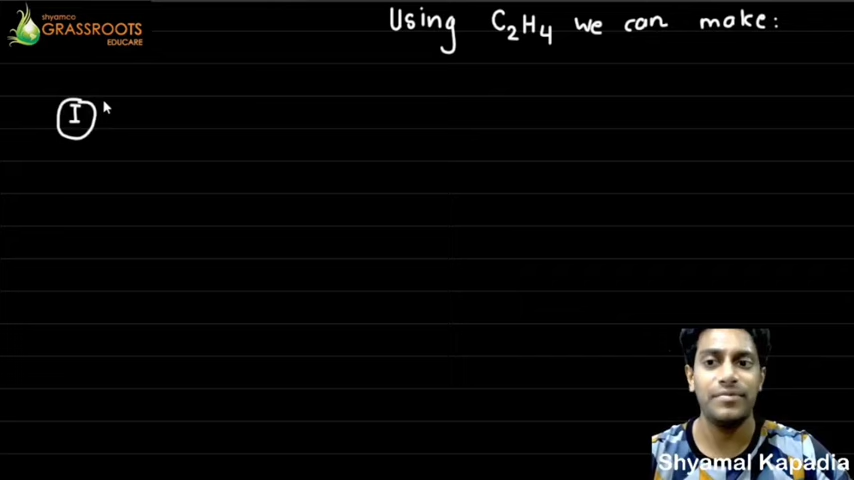 shyamco
GRASSROOTS
EDUCARE
Using C₂H₄ we can make:
I
Shyamal Kapadia